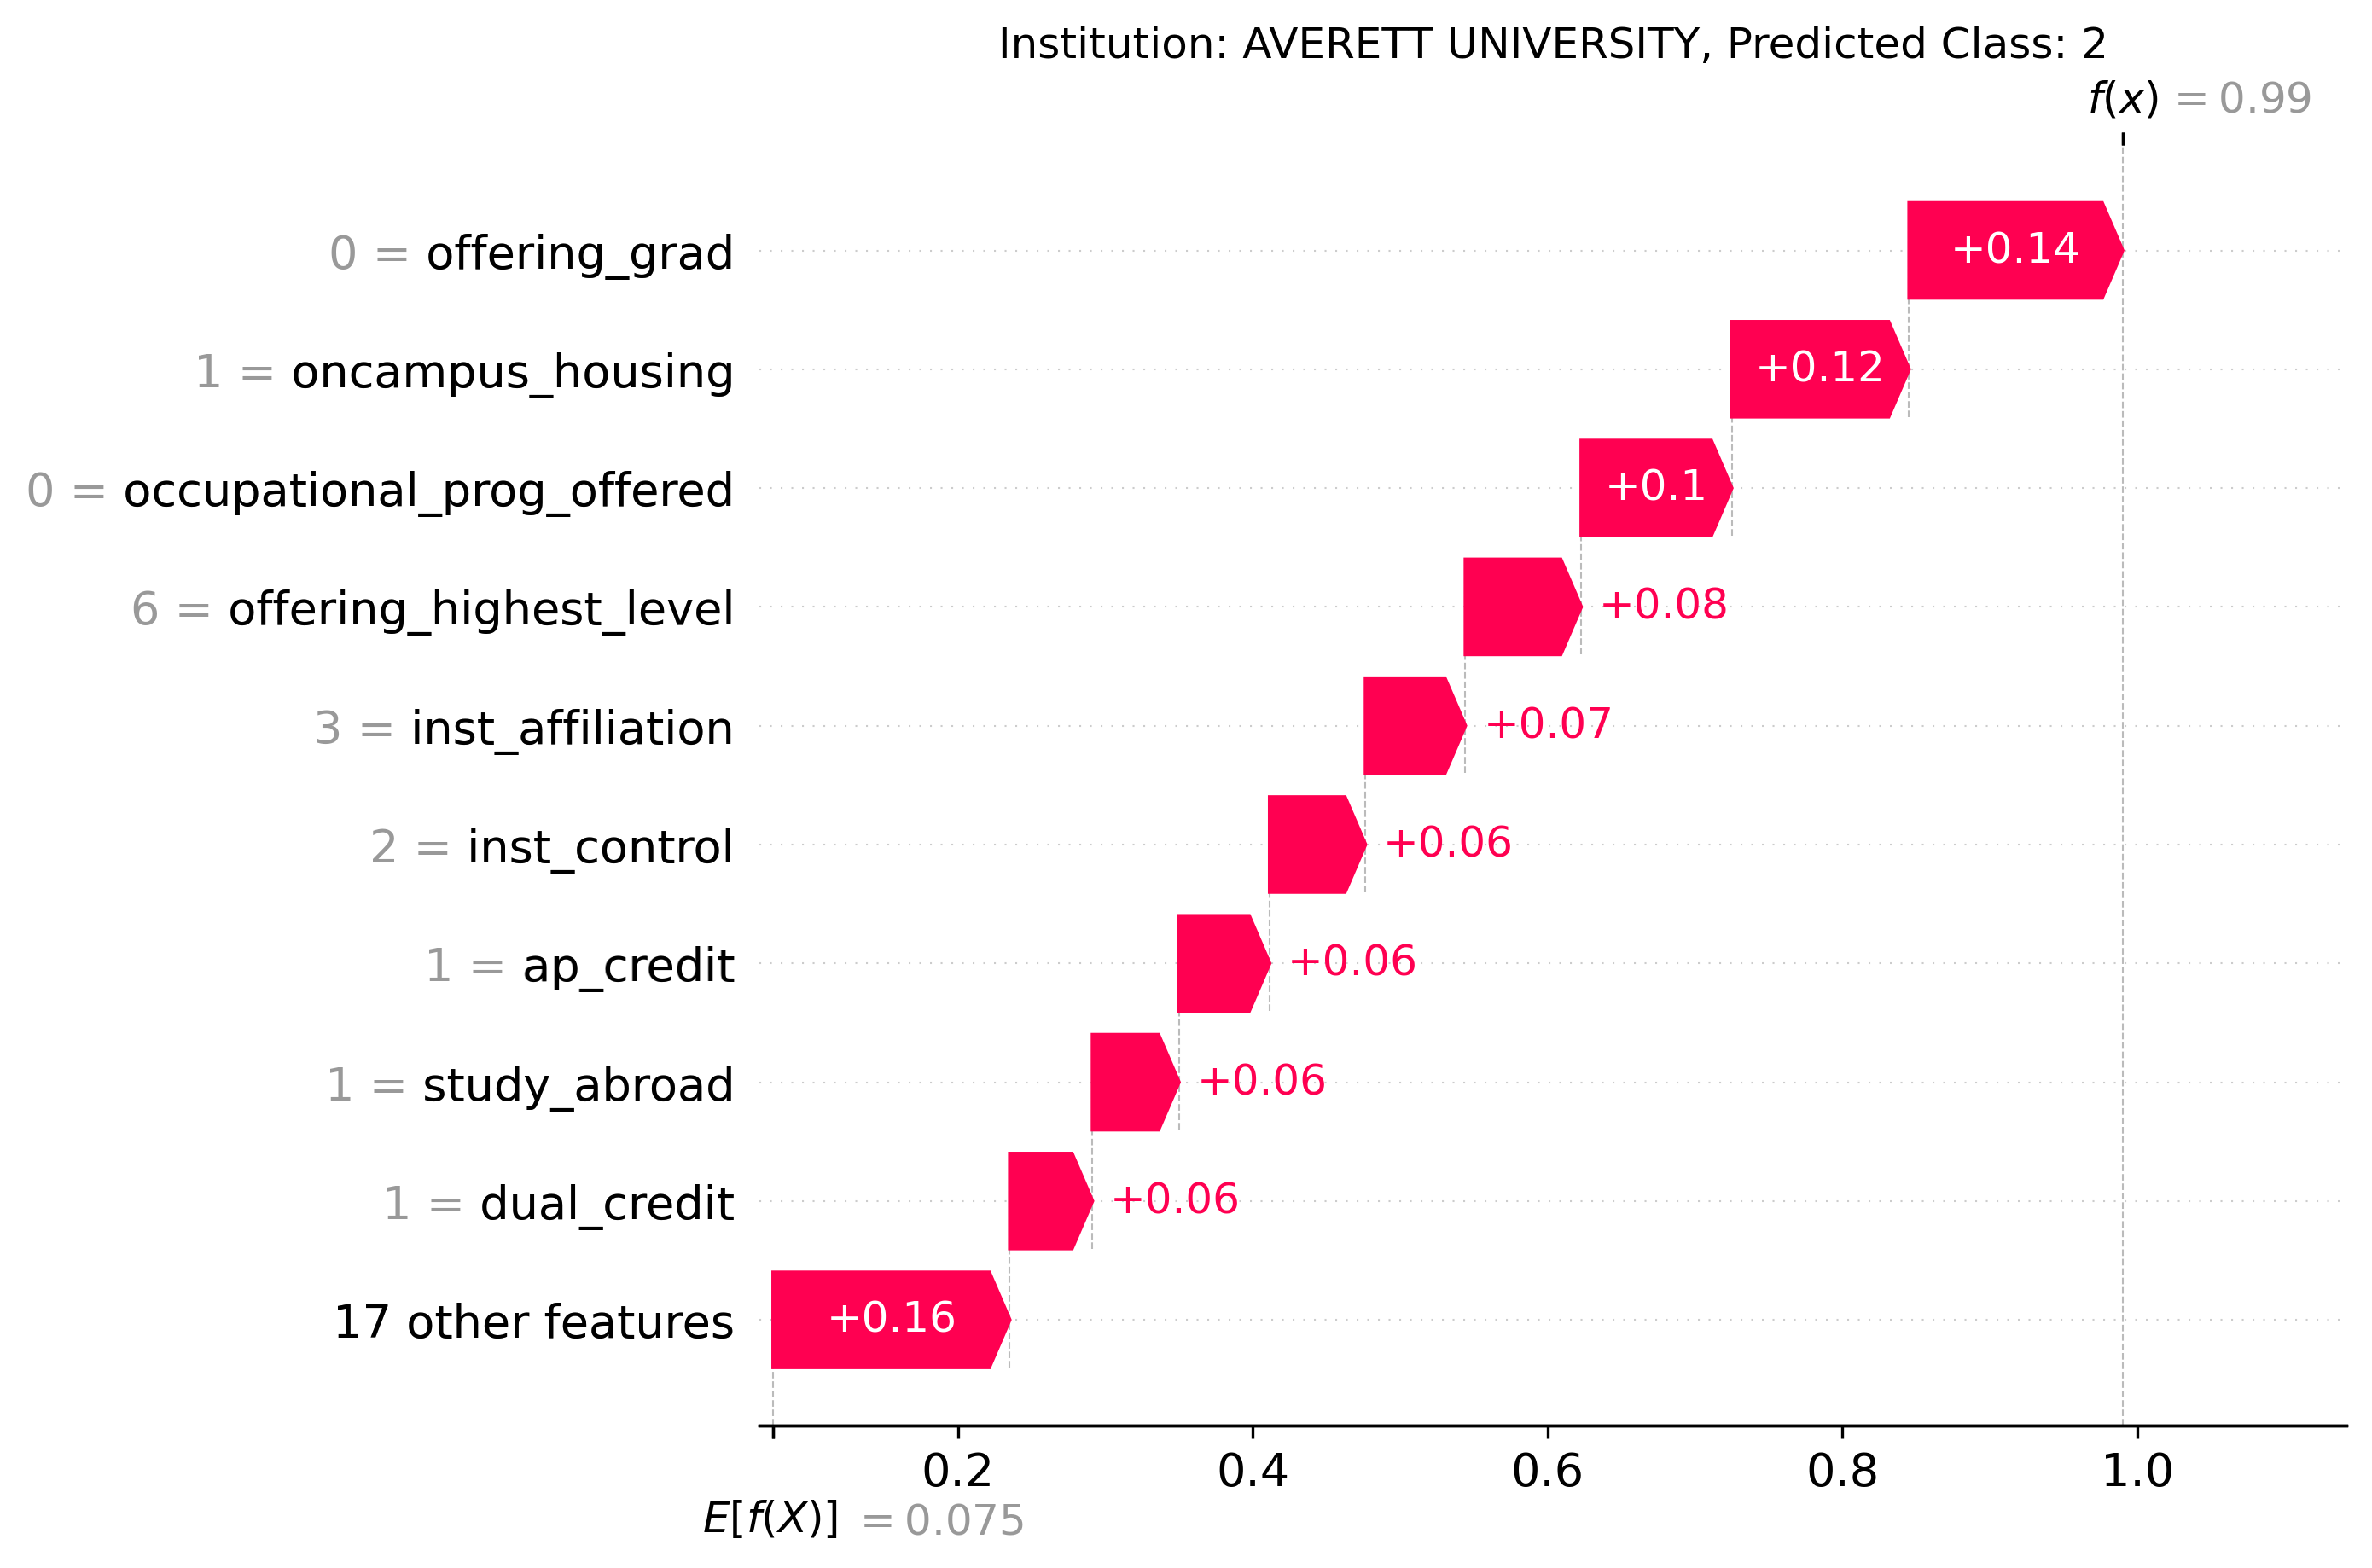 Institution: AVERETT UNIVERSITY, Predicted Class: 2
f(x) = 0.99
0 = offering_grad
+0.14
1 = oncampus_housing
+0.12
0 = occupational_prog_offered
+0.1
6 = offering_highest_level
+0.08
3 = inst_affiliation
+0.07
2 = inst_control
+0.06
1 = ap_credit
+0.06
1 = study_abroad
+0.06
1 = dual_credit
+0.06
17 other features
+0.16
0.2 0.4 0.6 0.8 1.0
E[f(X)] = 0.075